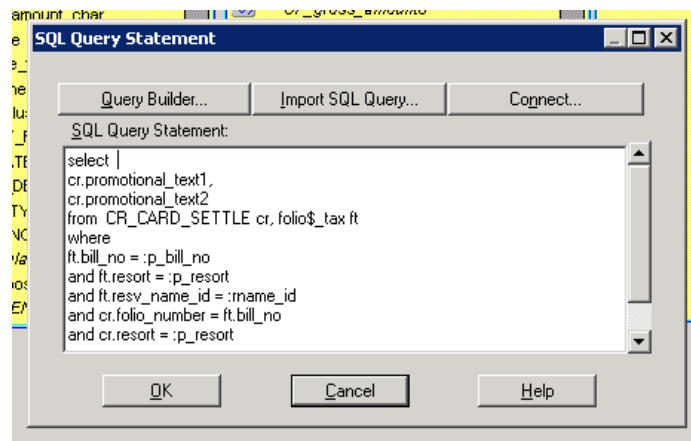 amount_char
cr_gross_amounts
SQL Query Statement
Query Builder...
Import SQL Query...
Connect...
SQL Query Statement:
select
cr.promotional_text1,
cr.promotional_text2
from  CR_CARD_SETTLE cr, folio$_tax ft
where
ft.bill_no = :p_bill_no
and ft.resort = :p_resort
and ft.resv_name_id = :rname_id
and cr.folio_number = ft.bill_no
and cr.resort = :p_resort
OK
Cancel
Help